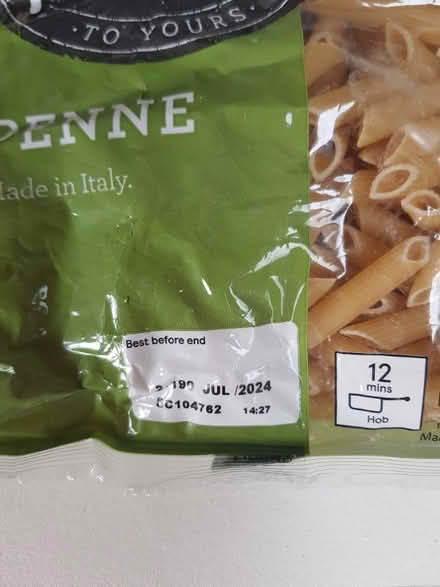 ·TO YOURS·
PENNE
Made in Italy.
Best before end
JUL /2024
14:27
12
mins
Hob